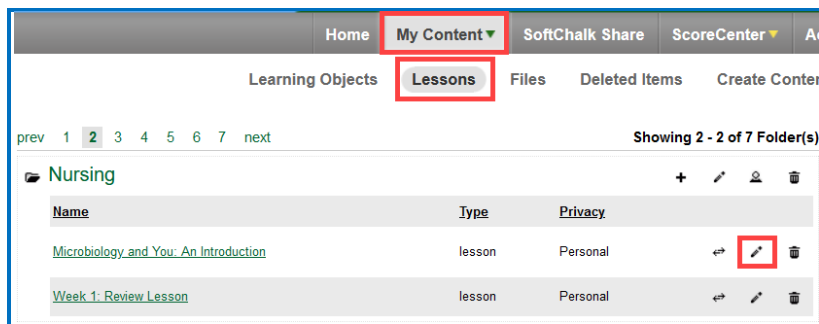 Home My Content SoftChalk Share ScoreCenter
Learning Objects Lessons Files Deleted Items Create
prev 1 2 3 4 5 6 7 next Showing 2 - 2 of 7 Folder(s)
Nursing
Name Type Privacy
Microbiology and You: An Introduction lesson Personal
Week 1: Review Lesson lesson Personal